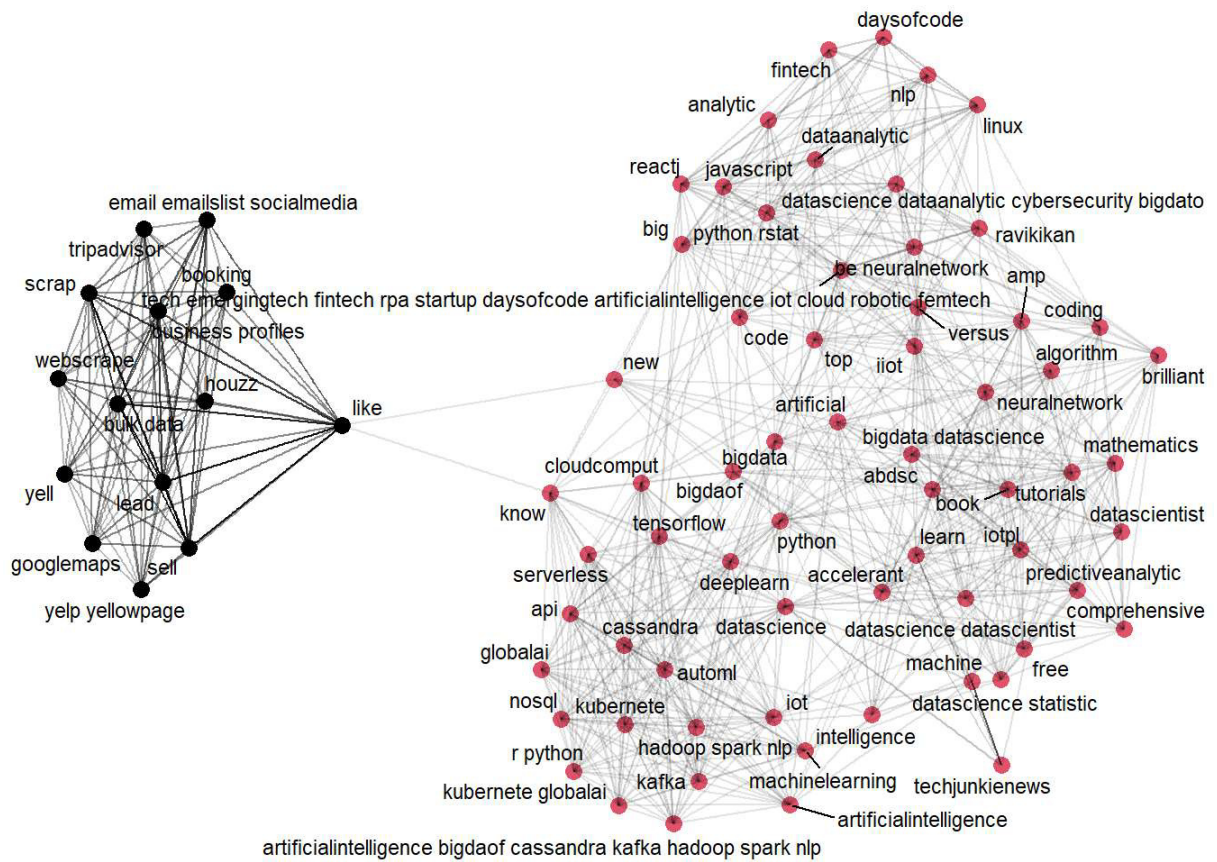 daysofcode
fintech
nlp
analytic
linux
dataanalytic
reactj
javascript
datascience dataanalytic cybersecurity bigdato
email emailslist socialmedia
big
python rstat
ravikikan
tripadvisor
be neuralnetwork
amp
scrap
booking
tech emergingtech fintech rpa startup daysofcode artificialintelligence iot cloud robotic femtech
coding
business profiles
code
versus
webscrape
new
top
iiot
algorithm
brilliant
houzz
like
artificial
neuralnetwork
bulk data
bigdata datascience
mathematics
cloudcomput
bigdata
abdsc
yell
lead
know
bigdaof
book
tutorials
tensorflow
datascientist
python
learn
iotpl
googlemaps
sell
serverless
deeplearn
accelerant
predictiveanalytic
yelp yellowpage
api
comprehensive
cassandra
datascience
datascience datascientist
globalai
automl
machine
free
nosql
kubernete
iot
datascience statistic
r python
hadoop spark nlp
intelligence
kubernete globalai
kafka
machinelearning
techjunkienews
artificialintelligence
artificialintelligence bigdaof cassandra kafka hadoop spark nlp